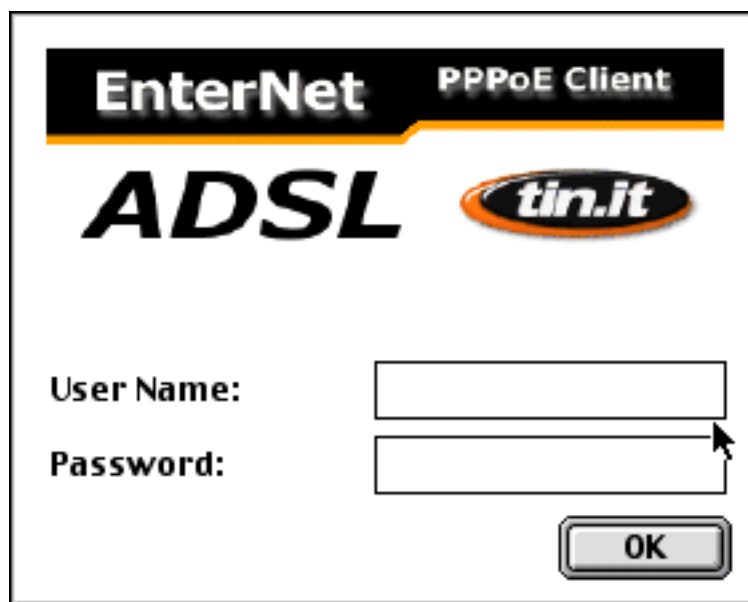 EnterNet PPPoE Client
ADSL tin.it
User Name:
Password:
OK